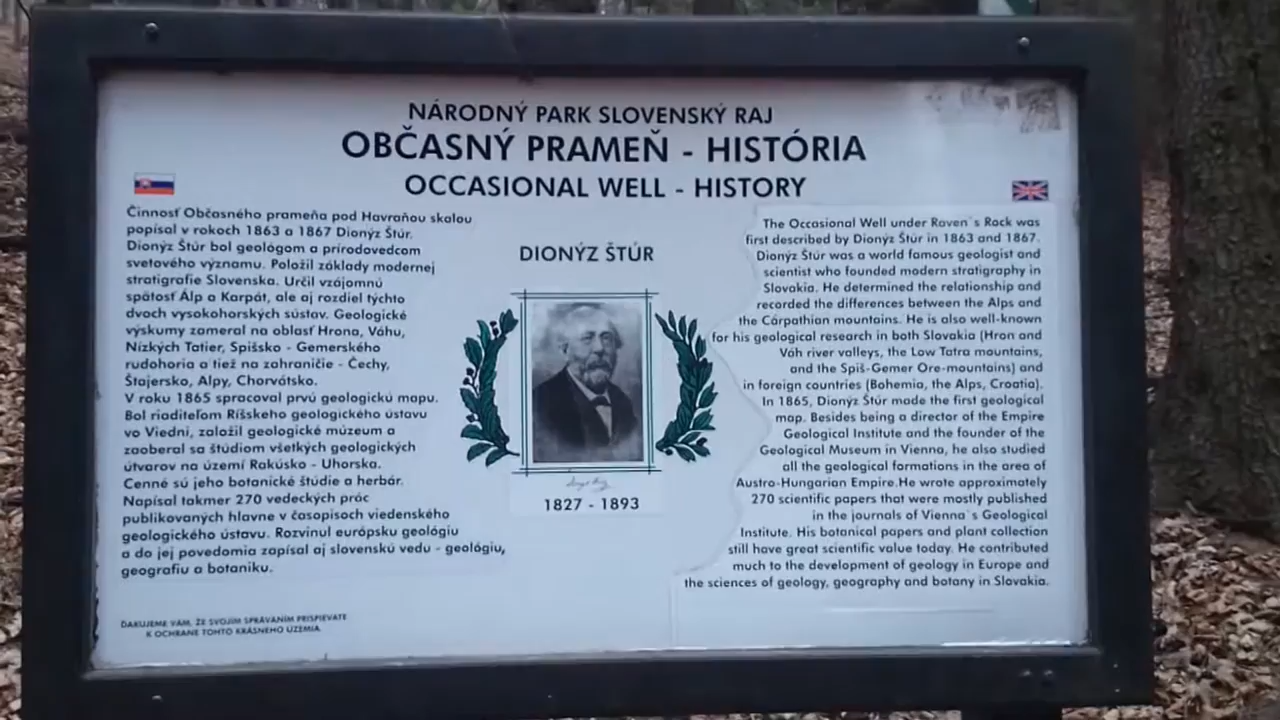 NÁRODNÝ PARK SLOVENSKÝ RAJ
OBČASNÝ PRAMEŇ - HISTÓRIA
OCCASIONAL WELL - HISTORY
Činnosť Občasného prameňa pod Havraňou skalou
popísal v rokoch 1863 a 1867 Dionýz Štúr.
Dionýz Štúr bol geológom a prírodovedcom
svetového významu. Položil základy modernej
stratigrafie Slovenska. Určil vzájomnú
spätosť Álp a Karpát, ale aj rozdiel týchto
dvoch vysokohorských sústav. Geologické
výskumy zameral na oblasť Hrona, Váhu,
Nízkych Tatier, Spišsko - Gemerského
rudohoria a tiež na zahraničie - Čechy,
Štajersko, Alpy, Chorvátsko.
V roku 1865 spracoval prvú geologickú mapu.
Bol riaditeľom Ríšskeho geologického ústavu
vo Viedni, založil geologické múzeum a
zaoberal sa štúdiom všetkých geologických
útvarov na území Rakúsko - Uhorska.
Cenné sú jeho botanické štúdie a herbár.
Napísal takmer 270 vedeckých prác
publikovaných hlavne v časopisoch viedenského
geologického ústavu. Rozvinul európsku geológiu
a do jej povedomia zapísal aj slovenskú vedu - geológiu,
geografiu a botaniku.
DIONÝZ ŠTÚR
1827 - 1893
The Occasional Well under Raven`s Rock was
first described by Dionýz Štúr in 1863 and 1867.
Dionýz Štúr was a world famous geologist and
scientist who founded modern stratigraphy in
Slovakia. He determined the relationship and
recorded the differences between the Alps and
the Carpathian mountains. He is also well-known
for his geological research in both Slovakia (Hron and
Váh river valleys, the Low Tatra mountains,
and the Spiš-Gemer Ore-mountains) and
in foreign countries (Bohemia, the Alps, Croatia).
In 1865, Dionýz Štúr made the first geological
map. Besides being a director of the Empire
Geological Institute and the founder of the
Geological Museum in Vienna, he also studied
all the geological formations in the area of
Austro-Hungarian Empire.He wrote approximately
270 scientific papers that were mostly published
in the journals of Vienna`s Geological
Institute. His botanical papers and plant collection
still have great scientific value today. He contributed
much to the development of geology in Europe and
the sciences of geology, geography and botany in Slovakia.
ĎAKUJEME VÁM, ŽE SVOJÍM SPRÁVANÍM PRISPIEVATE
K OCHRANE TOHTO KRÁSNEHO ÚZEMIA.